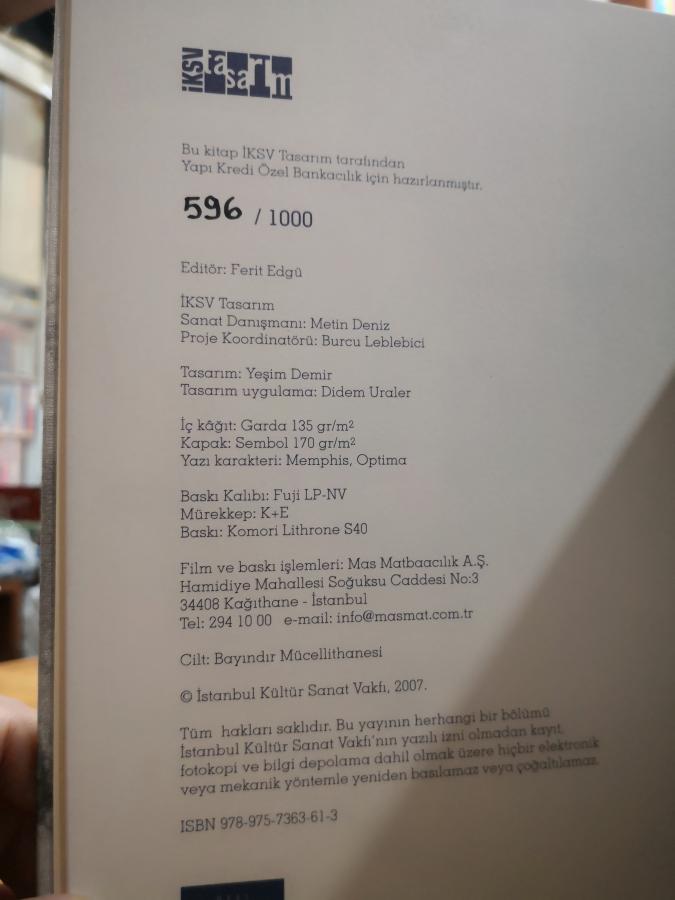 İKSV tasarım
Bu kitap İKSV Tasarım tarafından
Yapı Kredi Özel Bankacılık için hazırlanmıştır.
596 / 1000
Editör: Ferit Edgü
İKSV Tasarım
Sanat Danışmanı: Metin Deniz
Proje Koordinatörü: Burcu Leblebici
Tasarım: Yeşim Demir
Tasarım uygulama: Didem Uraler
İç kâğıt: Garda 135 gr/m²
Kapak: Sembol 170 gr/m²
Yazı karakteri: Memphis, Optima
Baskı Kalıbı: Fuji LP-NV
Mürekkep: K+E
Baskı: Komori Lithrone S40
Film ve baskı işlemleri: Mas Matbaacılık A.Ş.
Hamidiye Mahallesi Soğuksu Caddesi No:3
34408 Kağıthane - İstanbul
Tel: 294 10 00 e-mail: info@masmat.com.tr
Cilt: Bayındır Mücellithanesi
© İstanbul Kültür Sanat Vakfı, 2007.
Tüm hakları saklıdır. Bu yayının herhangi bir bölümü
İstanbul Kültür Sanat Vakfı'nın yazılı izni olmadan kayıt,
fotokopi ve bilgi depolama dahil olmak üzere hiçbir elektronik
veya mekanik yöntemle yeniden basılamaz veya çoğaltılamaz.
ISBN 978-975-7363-61-3